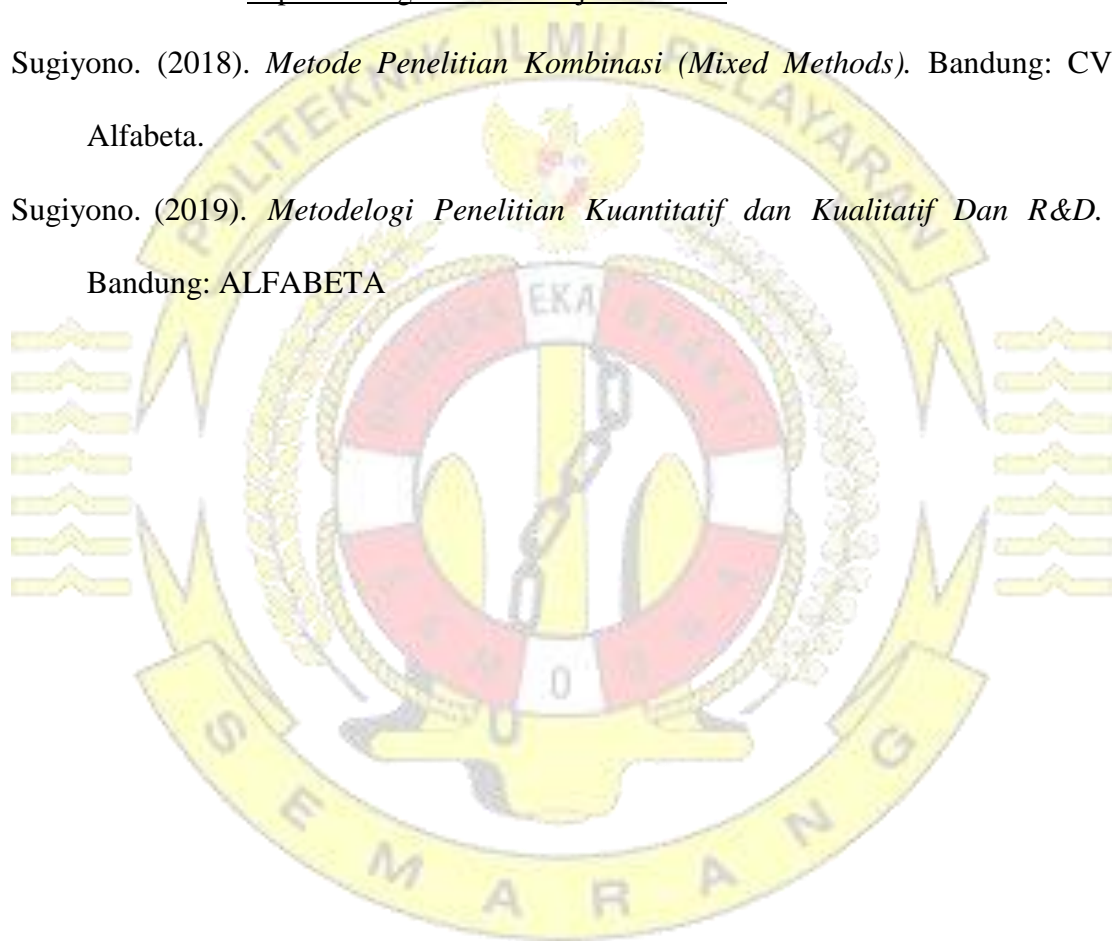 Sugiyono. (2018). Metode Penelitian Kombinasi (Mixed Methods). Bandung: CV
Alfabeta.
Sugiyono. (2019). Metodelogi Penelitian Kuantitatif dan Kualitatif Dan R&D.
Bandung: ALFABETA
POLITEKNIK ILMU PELAYARAN
EKA
SEMARANG